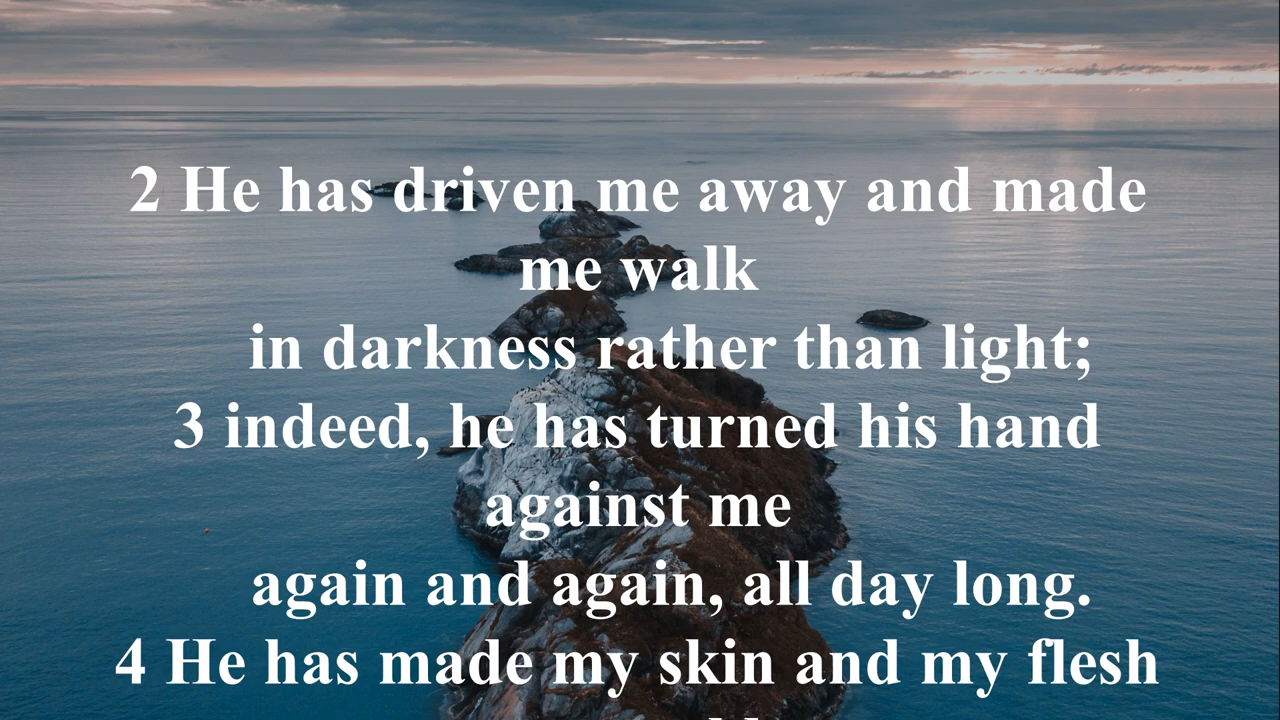 2 He has driven me away and made
me walk
in darkness rather than light;
3 indeed, he has turned his hand
against me
again and again, all day long.
4 He has made my skin and my flesh